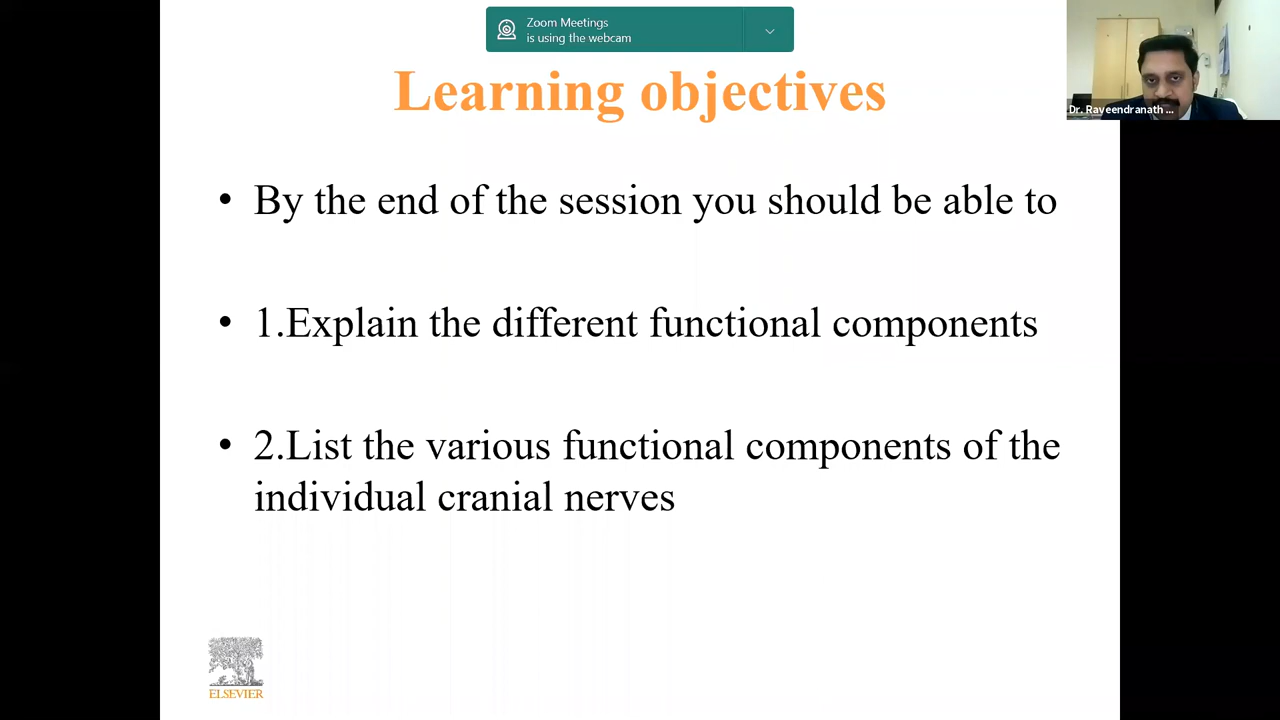 Zoom Meetings
is using the webcam
Learning objectives
Dr. Raveendranath ...
• By the end of the session you should be able to
• 1.Explain the different functional components
• 2.List the various functional components of the
individual cranial nerves
ELSEVIER